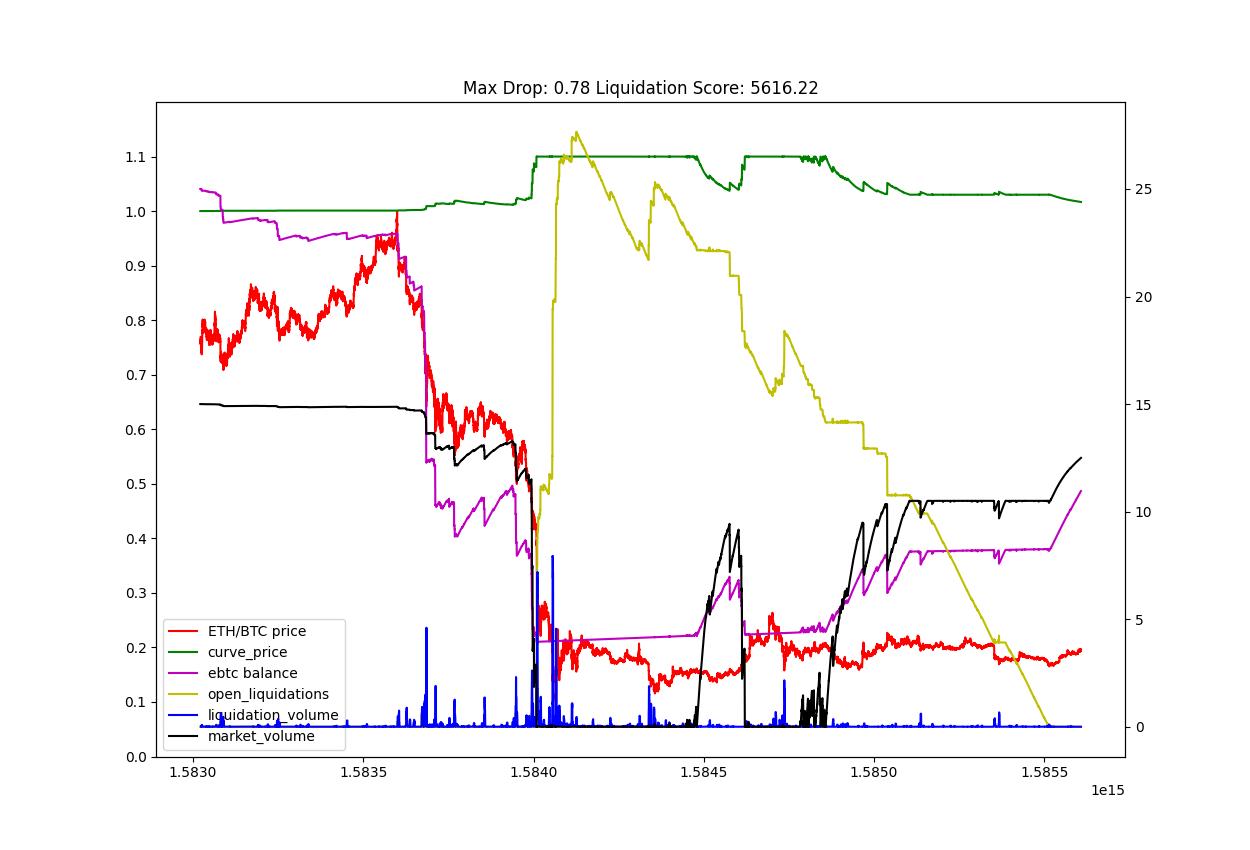 Max Drop: 0.78 Liquidation Score: 5616.22
1.1
1.0
0.9
0.8
0.7
0.6
0.5
0.4
0.3
0.2
0.1
0.0
25
20
15
10
5
0
ETH/BTC price
curve_price
ebtc balance
open_liquidations
liquidation_volume
market_volume
1.5830 1.5835 1.5840 1.5845 1.5850 1.5855
1e15